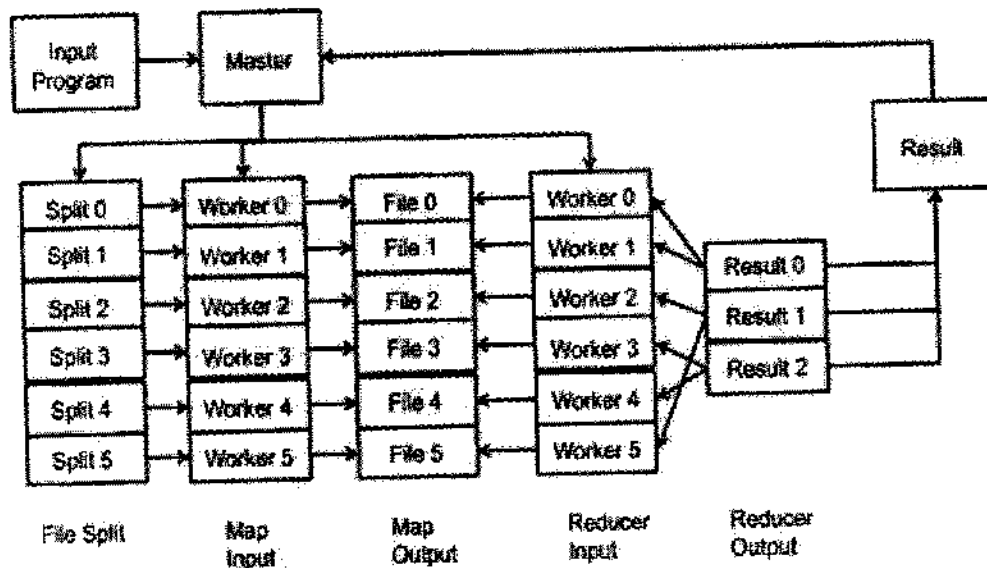 Input
Program
Master
Result
Split 0
Worker 0
File 0
Worker 0
Split 1
Worker 1
File 1
Worker 1
Result 0
Split 2
Worker 2
File 2
Worker 2
Result 1
Split 3
Worker 3
File 3
Worker 3
Result 2
Split 4
Worker 4
File 4
Worker 4
Split 5
Worker 5
File 5
Worker 5
File Split
Map
Input
Map
Output
Reducer
Input
Reducer
Output